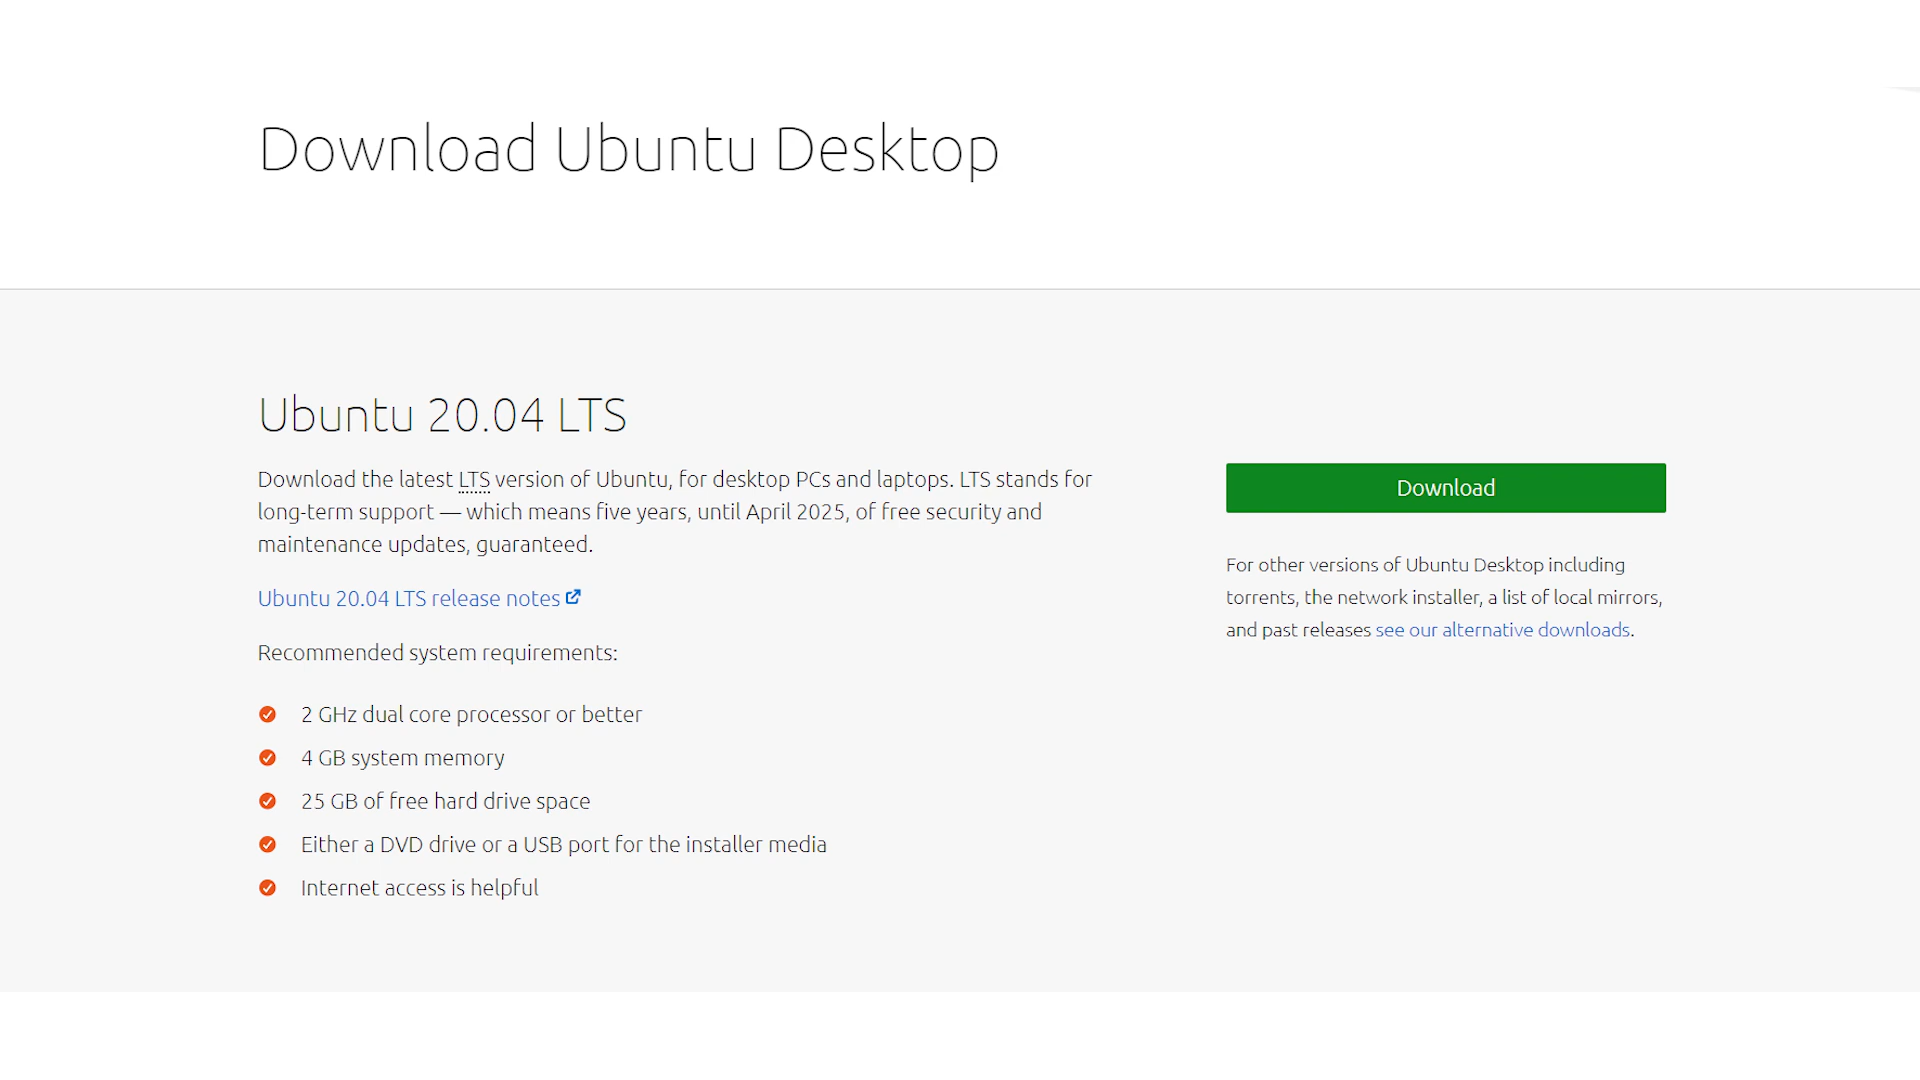 Download Ubuntu Desktop
Ubuntu 20.04 LTS
Download the latest LTS version of Ubuntu, for desktop PCs and laptops. LTS stands for
long-term support — which means five years, until April 2025, of free security and
maintenance updates, guaranteed.
Ubuntu 20.04 LTS release notes
Recommended system requirements:
2 GHz dual core processor or better
4 GB system memory
25 GB of free hard drive space
Either a DVD drive or a USB port for the installer media
Internet access is helpful
Download
For other versions of Ubuntu Desktop including
torrents, the network installer, a list of local mirrors,
and past releases see our alternative downloads.